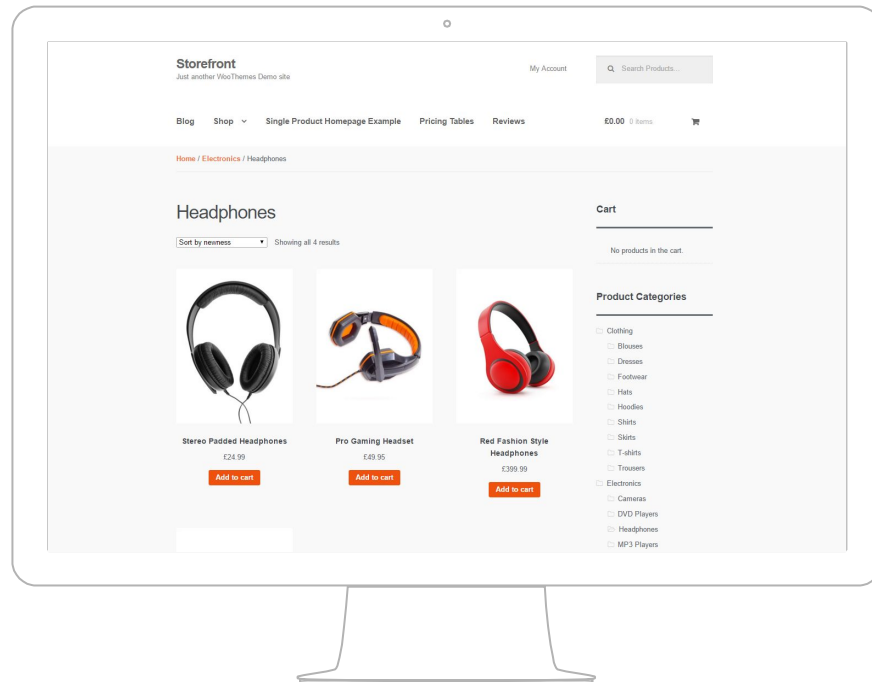 Storefront
Just another WooThemes Demo site
My Account
Search Products...
Blog Shop Single Product Homepage Example Pricing Tables Reviews £0.00 0 items
Home / Electronics / Headphones
Headphones
Sort by newness Showing all 4 results
Stereo Padded Headphones
£24.99
Add to cart
Pro Gaming Headset
£49.95
Add to cart
Red Fashion Style
Headphones
£399.99
Add to cart
Cart
No products in the cart.
Product Categories
Clothing
Blouses
Dresses
Footwear
Hats
Hoodies
Shirts
Skirts
T-shirts
Trousers
Electronics
Cameras
DVD Players
Headphones
MP3 Players